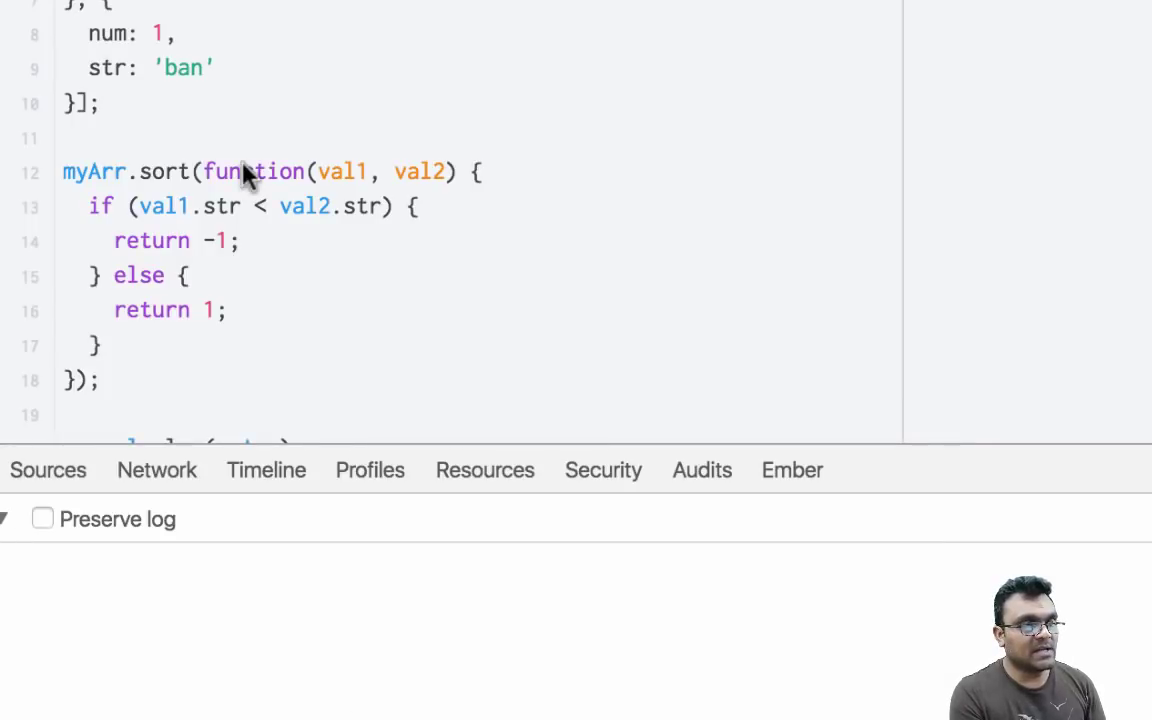 7 }, {
8 num: 1,
9 str: 'ban'
10 }];
11
12 myArr.sort(function(val1, val2) {
13 if (val1.str < val2.str) {
14 return -1;
15 } else {
16 return 1;
17 }
18 });
19
Sources Network Timeline Profiles Resources Security Audits Ember
Preserve log